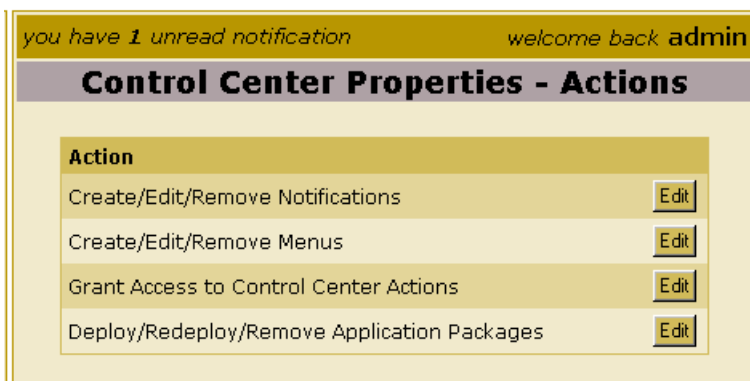 you have 1 unread notification welcome back admin
Control Center Properties - Actions
Action
Create/Edit/Remove Notifications Edit
Create/Edit/Remove Menus Edit
Grant Access to Control Center Actions Edit
Deploy/Redeploy/Remove Application Packages Edit